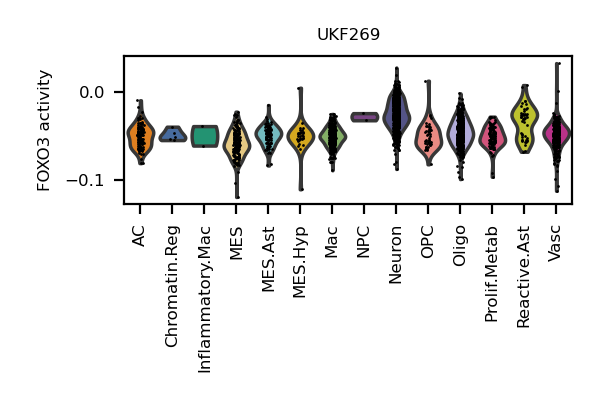 UKF269
FOXO3 activity
0.0
−0.1
AC
Chromatin.Reg
Inflammatory.Mac
MES
MES.Ast
MES.Hyp
Mac
NPC
Neuron
OPC
Oligo
Prolif.Metab
Reactive.Ast
Vasc